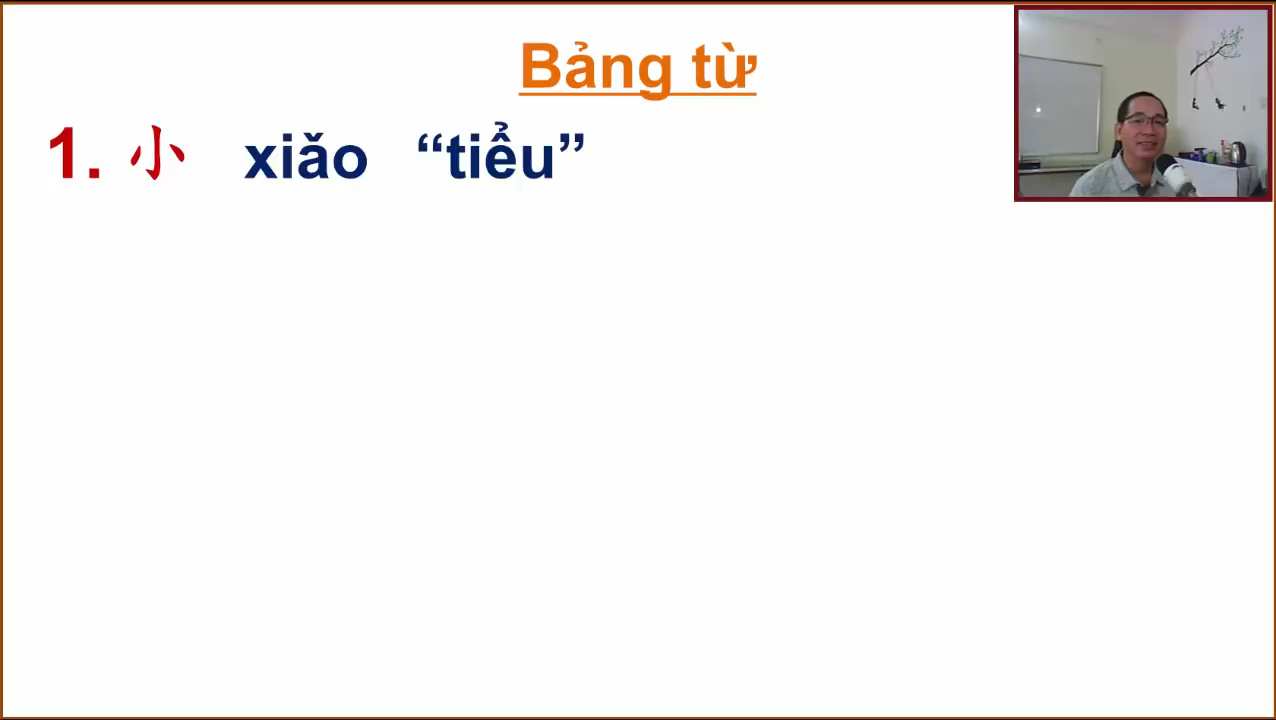 Bảng từ
1. 小 xiǎo “tiểu”